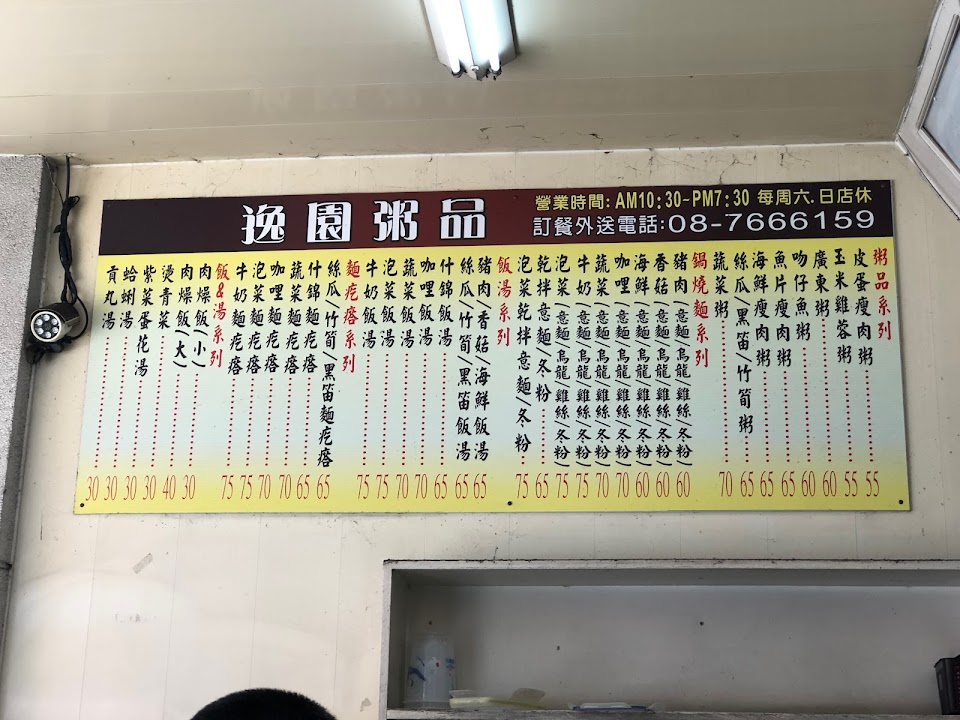 逸園粥品
營業時間: AM10:30-PM7:30 每周六.日店休
訂餐外送電話:08-7666159
粥品系列
皮蛋瘦肉粥 55
玉米雞蓉粥 55
廣東粥 60
吻仔魚粥 60
魚片瘦肉粥 65
海鮮瘦肉粥 65
絲瓜/黑笛/竹筍粥 65
蔬菜粥 70
鍋燒麵系列
豬肉(意麵/烏龍/雞絲/冬粉) 60
香菇(意麵/烏龍/雞絲/冬粉) 60
海鮮(意麵/烏龍/雞絲/冬粉) 60
咖哩(意麵/烏龍/雞絲/冬粉) 70
蔬菜(意麵/烏龍/雞絲/冬粉) 70
牛奶(意麵/烏龍/雞絲/冬粉) 75
泡菜(意麵/烏龍/雞絲/冬粉) 75
乾拌意麵/冬粉 65
泡菜乾拌意麵/冬粉 75
飯湯系列
豬肉/香菇海鮮飯湯 65
絲瓜/竹筍/黑笛飯湯 65
什錦飯湯 65
咖哩飯湯 70
蔬菜飯湯 70
泡菜飯湯 75
牛奶飯湯 75
麵疙瘩系列
絲瓜/竹筍/黑笛麵疙瘩 65
什錦麵疙瘩 65
蔬菜麵疙瘩 70
咖哩麵疙瘩 70
泡菜麵疙瘩 75
牛奶麵疙瘩 75
飯&湯系列
肉燥飯(小) 30
肉燥飯(大) 40
燙青菜 30
紫菜蛋花湯 30
蛤蜊湯 30
貢丸湯 30